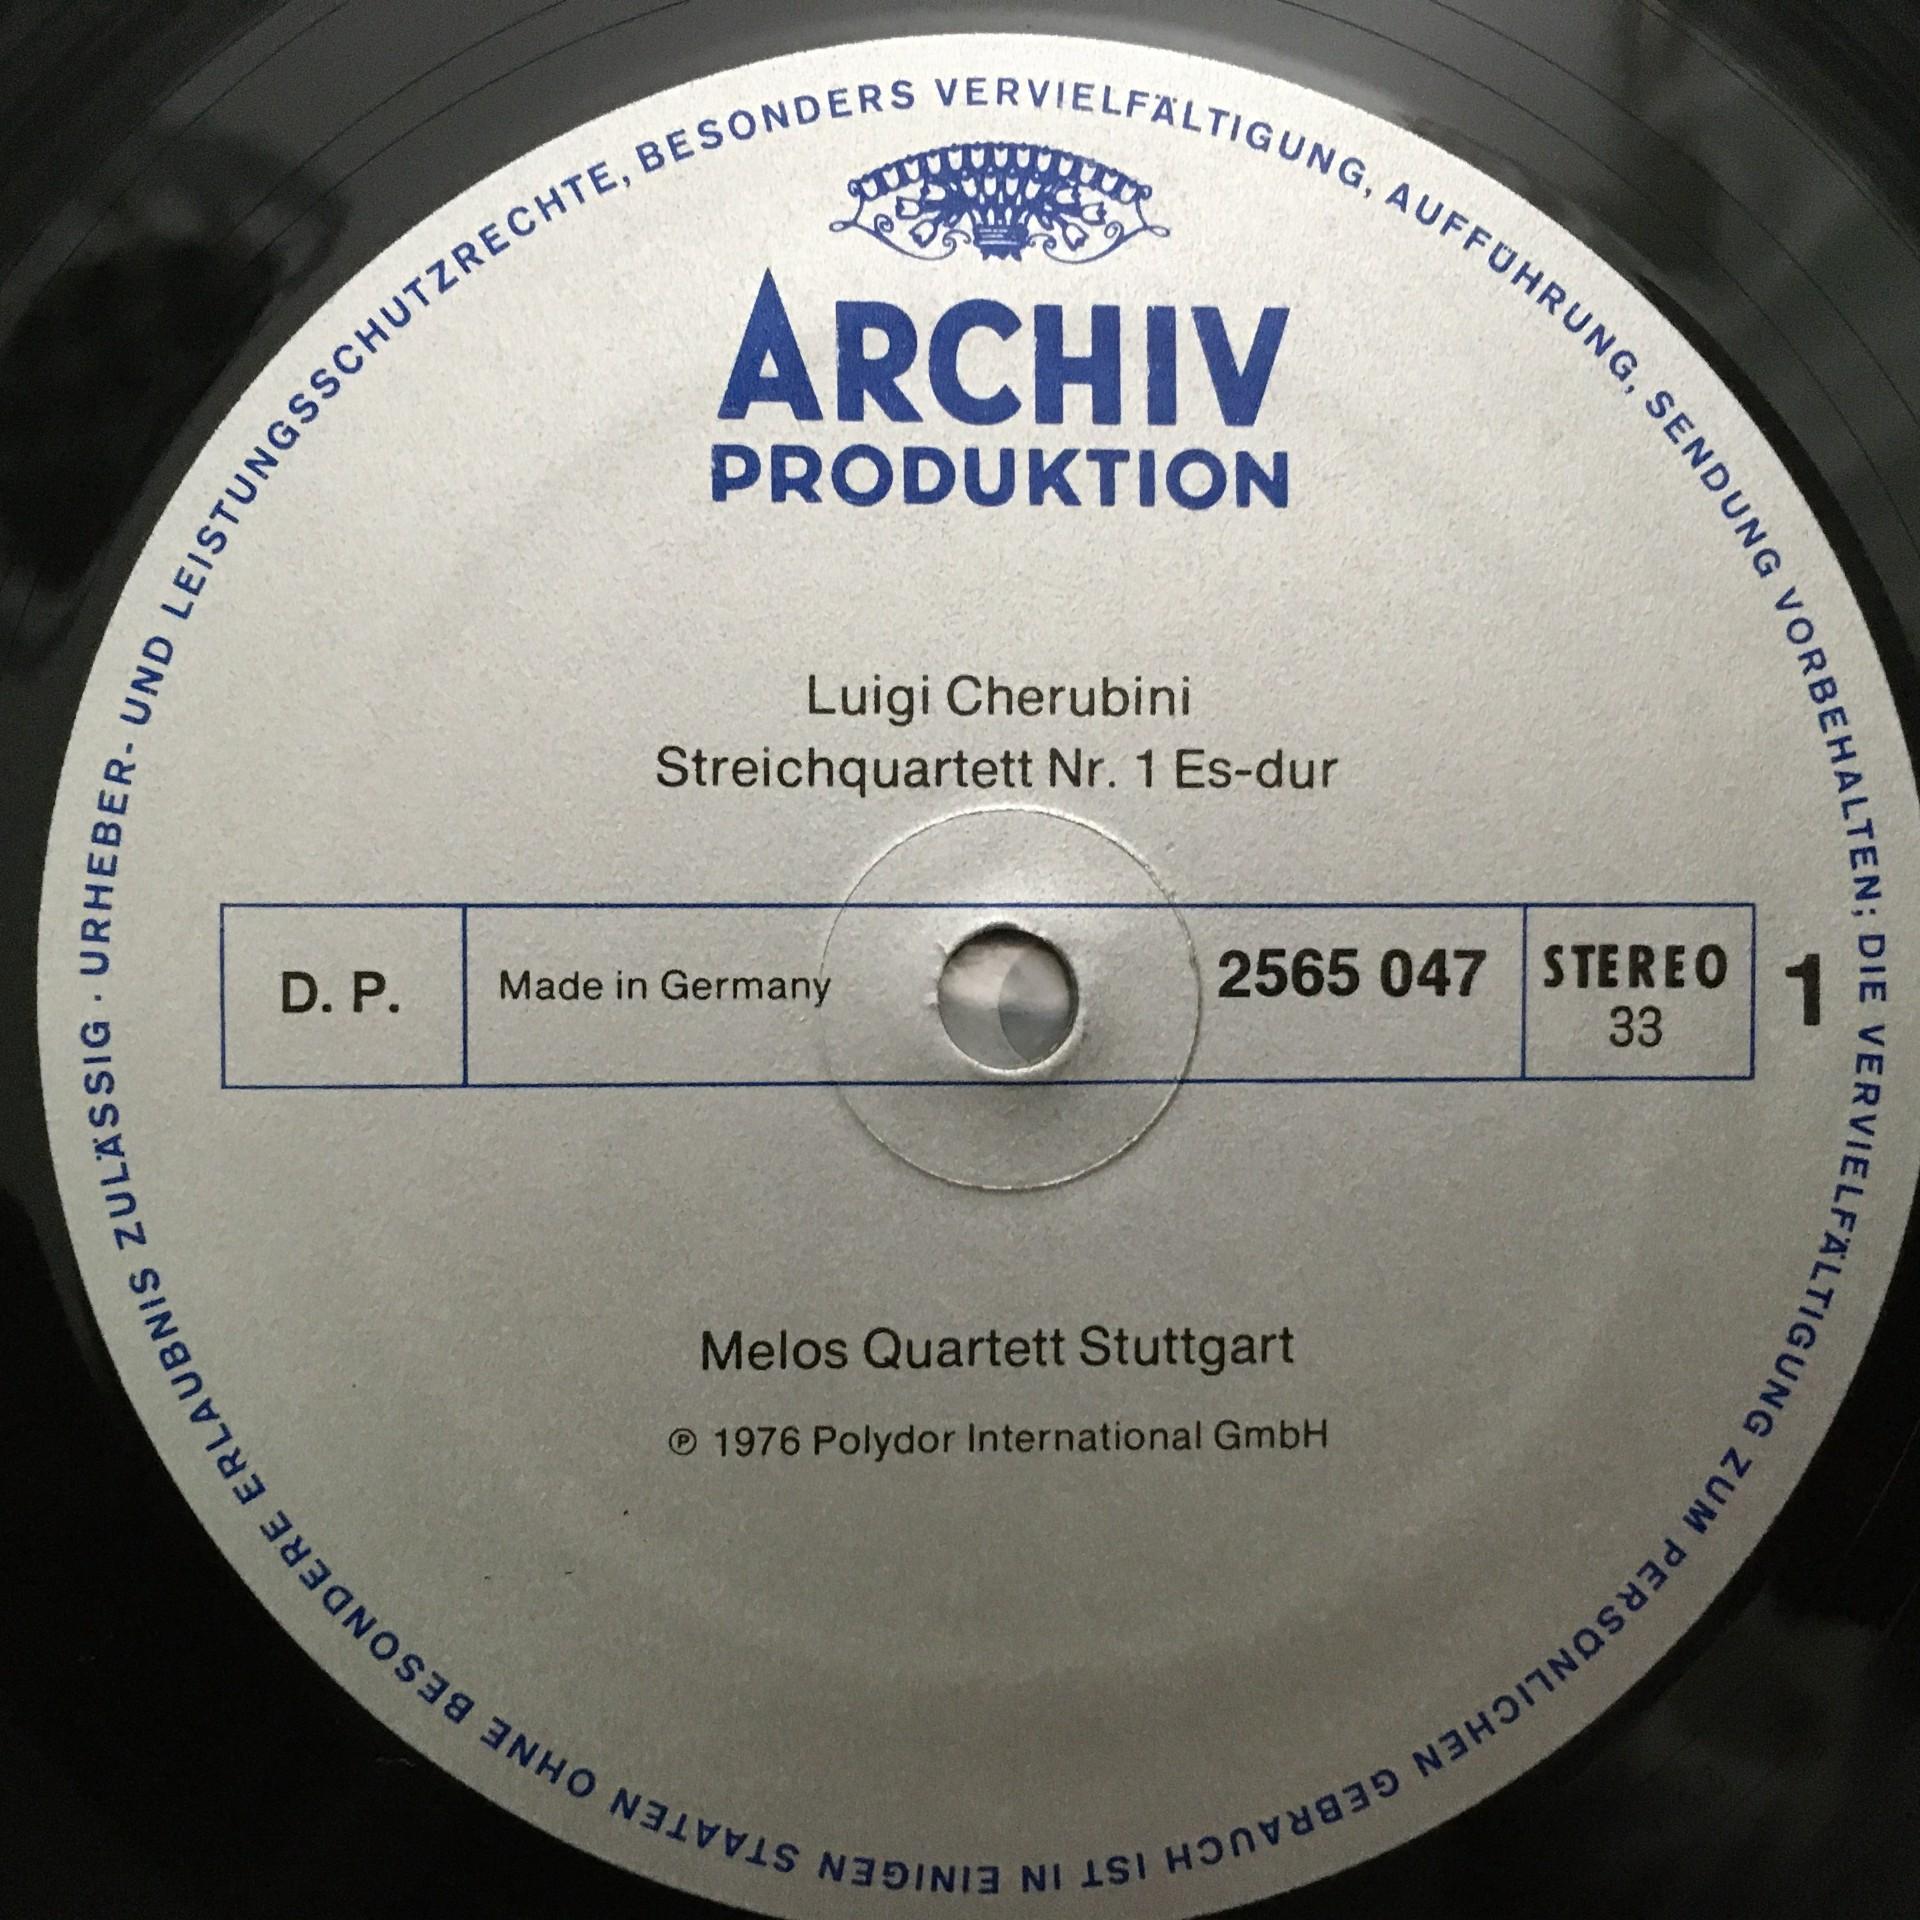 URHEBER- UND LEISTUNGSSCHUTZRECHTE, BESONDERS VERVIELFÄLTIGUNG, AUFFÜHRUNG, SENDUNG VORBEHALTEN; DIE VERVIELFÄLTIGUNG ZUM PERSÖNLICHEN GEBRAUCH IST IN EINIGEN STAATEN OHNE BESONDERE ERLAUBNIS ZULÄSSIG ·
ARCHIV
PRODUKTION
Luigi Cherubini
Streichquartett Nr. 1 Es-dur
D. P. Made in Germany 2565 047 STEREO 1
33
Melos Quartett Stuttgart
℗ 1976 Polydor International GmbH